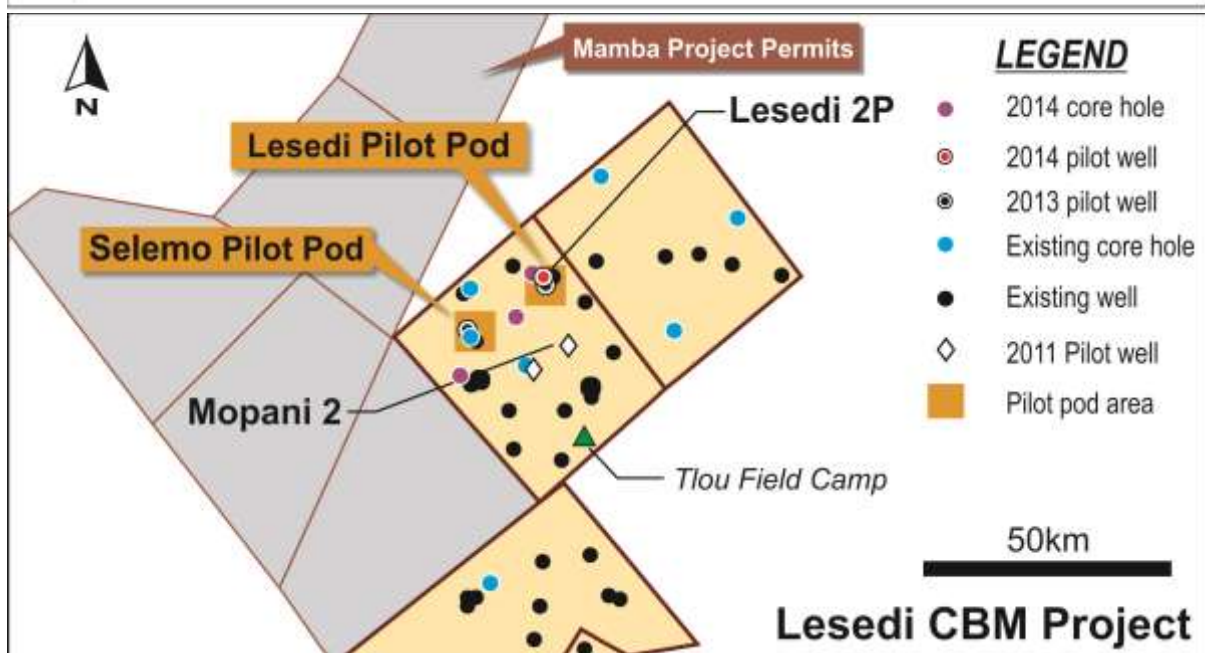 Mamba Project Permits
LEGEND
N
Lesedi 2P
2014 core hole
Lesedi Pilot Pod
2014 pilot well
2013 pilot well
Selemo Pilot Pod
Existing core hole
Existing well
2011 Pilot well
Mopani 2
Pilot pod area
Tlou Field Camp
50km
Lesedi CBM Project